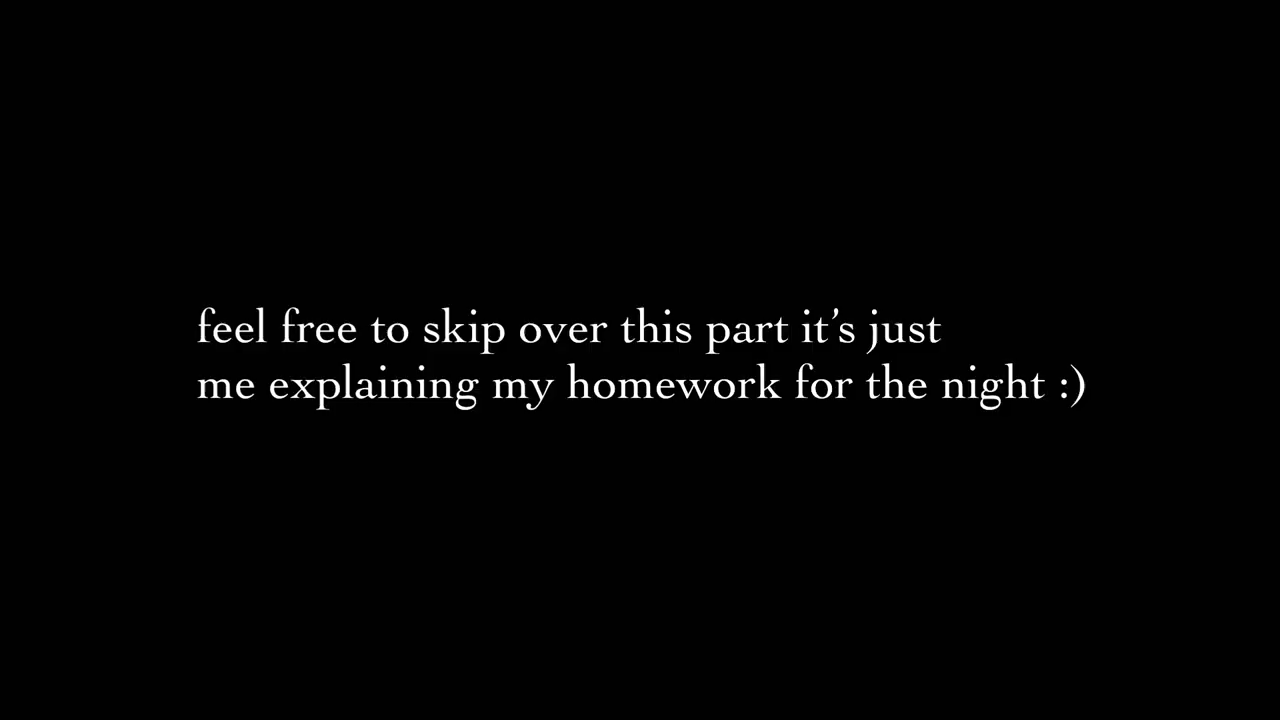 feel free to skip over this part it’s just
me explaining my homework for the night :)